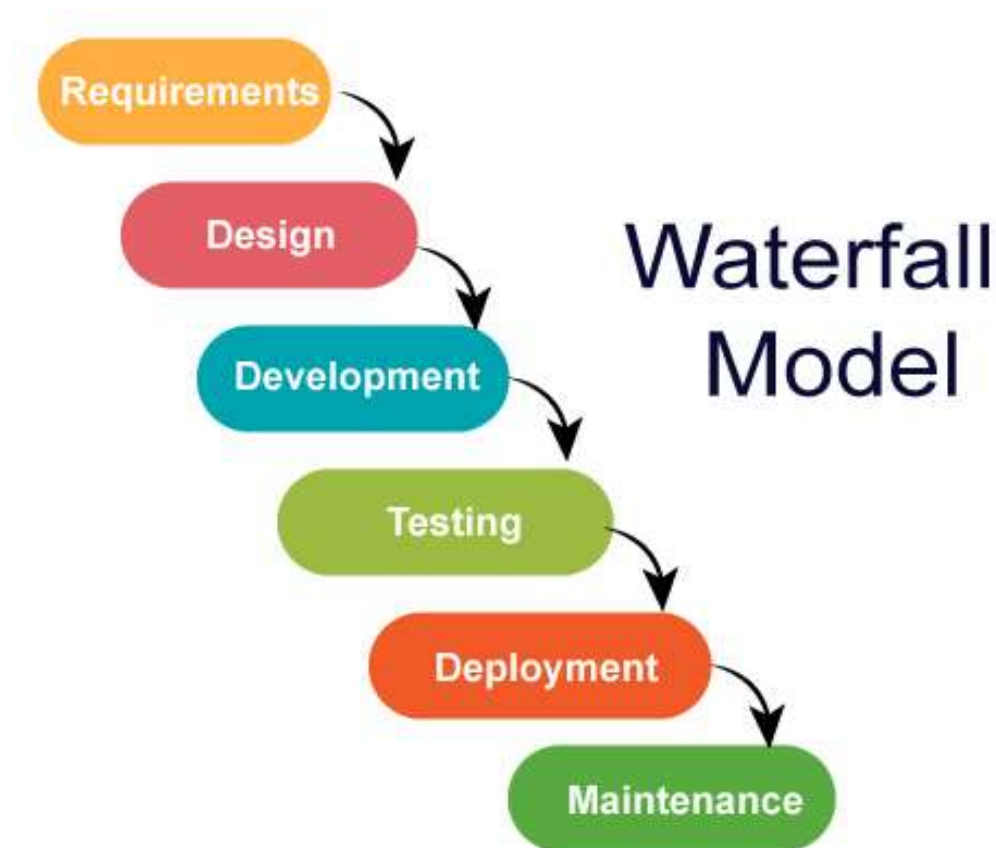 Requirements
Design
Waterfall
Model
Development
Testing
Deployment
Maintenance